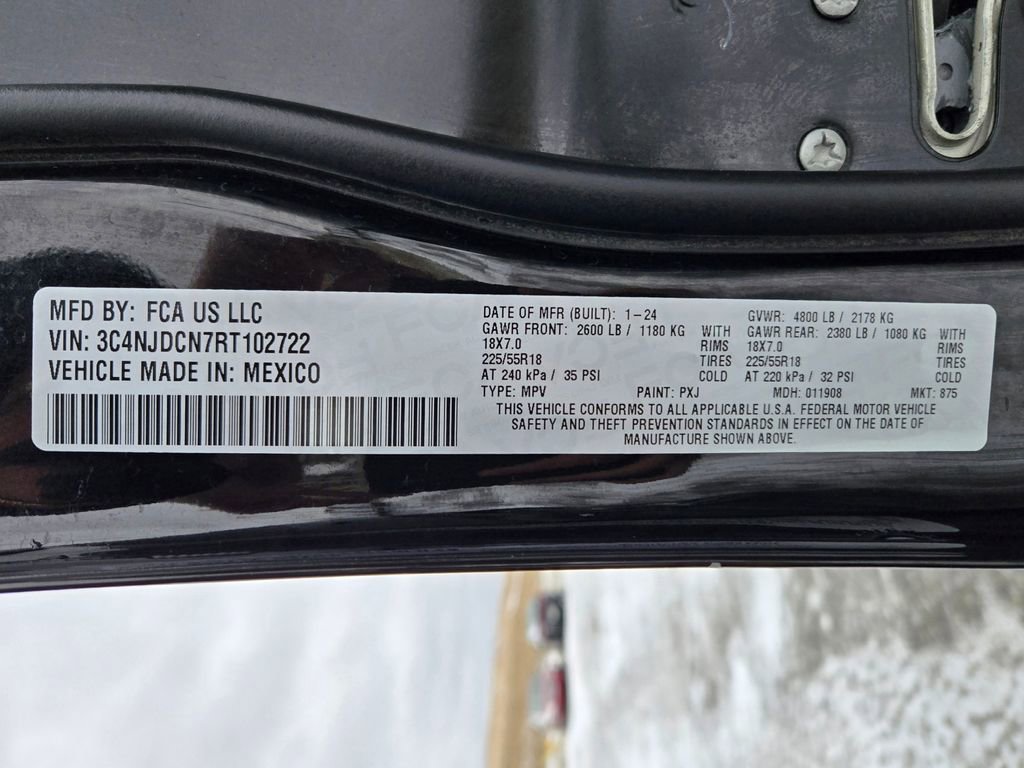 MFD BY: FCA US LLC
VIN: 3C4NJDCN7RT102722
VEHICLE MADE IN: MEXICO
DATE OF MFR (BUILT): 1-24 GVWR: 4800 LB / 2178 KG
GAWR FRONT: 2600 LB / 1180 KG WITH GAWR REAR: 2380 LB / 1080 KG WITH
18X7.0 RIMS 18X7.0 RIMS
225/55R18 TIRES 225/55R18 TIRES
AT 240 kPa / 35 PSI COLD AT 220 kPa / 32 PSI COLD
TYPE: MPV PAINT: PXJ MDH: 011908 MKT: 875
THIS VEHICLE CONFORMS TO ALL APPLICABLE U.S.A. FEDERAL MOTOR VEHICLE
SAFETY AND THEFT PREVENTION STANDARDS IN EFFECT ON THE DATE OF
MANUFACTURE SHOWN ABOVE.